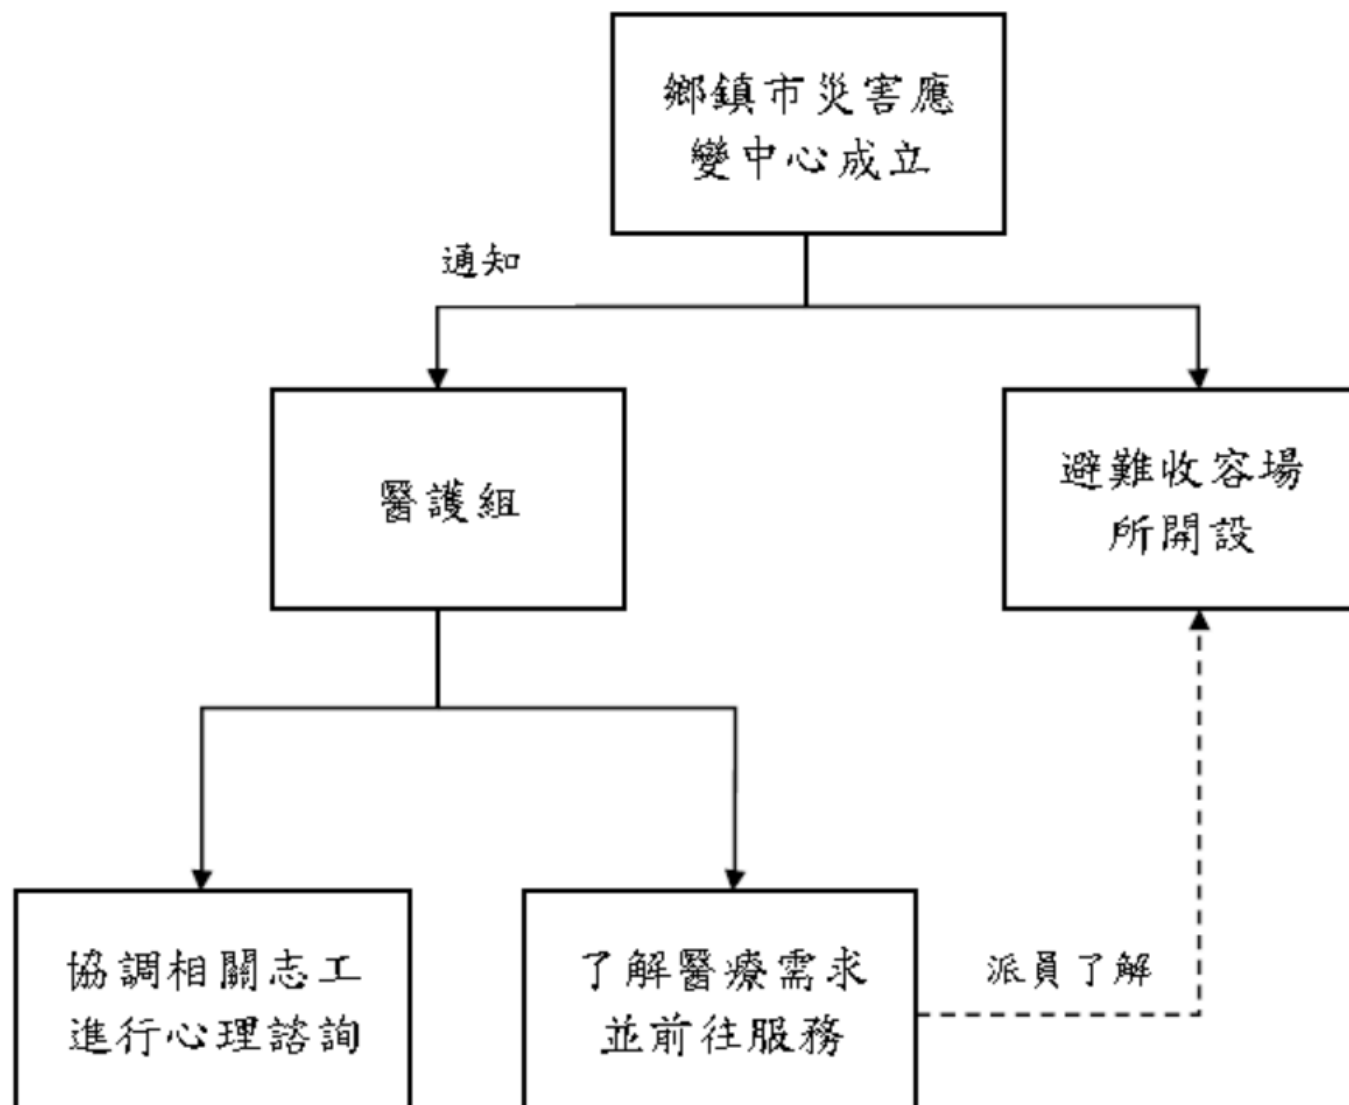 鄉鎮市災害應
變中心成立
通知
醫護組
避難收容場
所開設
協調相關志工
進行心理諮詢
了解醫療需求
並前往服務
派員了解